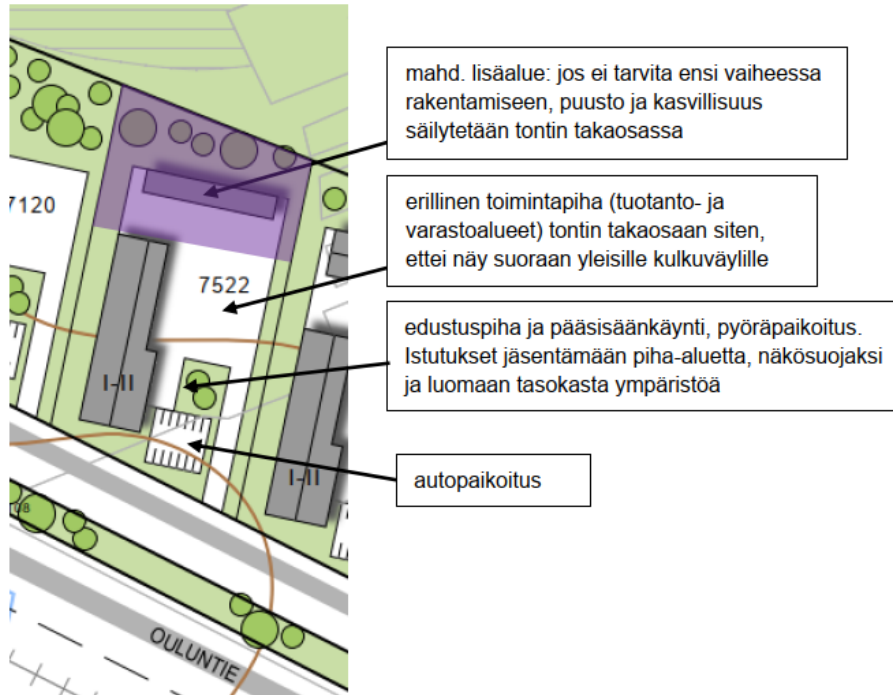 mahd. lisäalue: jos ei tarvita ensi vaiheessa
rakentamiseen, puusto ja kasvillisuus
säilytetään tontin takaosassa
erillinen toimintapiha (tuotanto- ja
varastoalueet) tontin takaosaan siten,
ettei näy suoraan yleisille kulkuväylille
edustuspiha ja pääsisäänkäynti, pyöräpaikoitus.
Istutukset jäsentämään piha-aluetta, näkösuojaksi
ja luomaan tasokasta ympäristöä
autopaikoitus
7120
7522
I-II
I-II
OULUNTIE